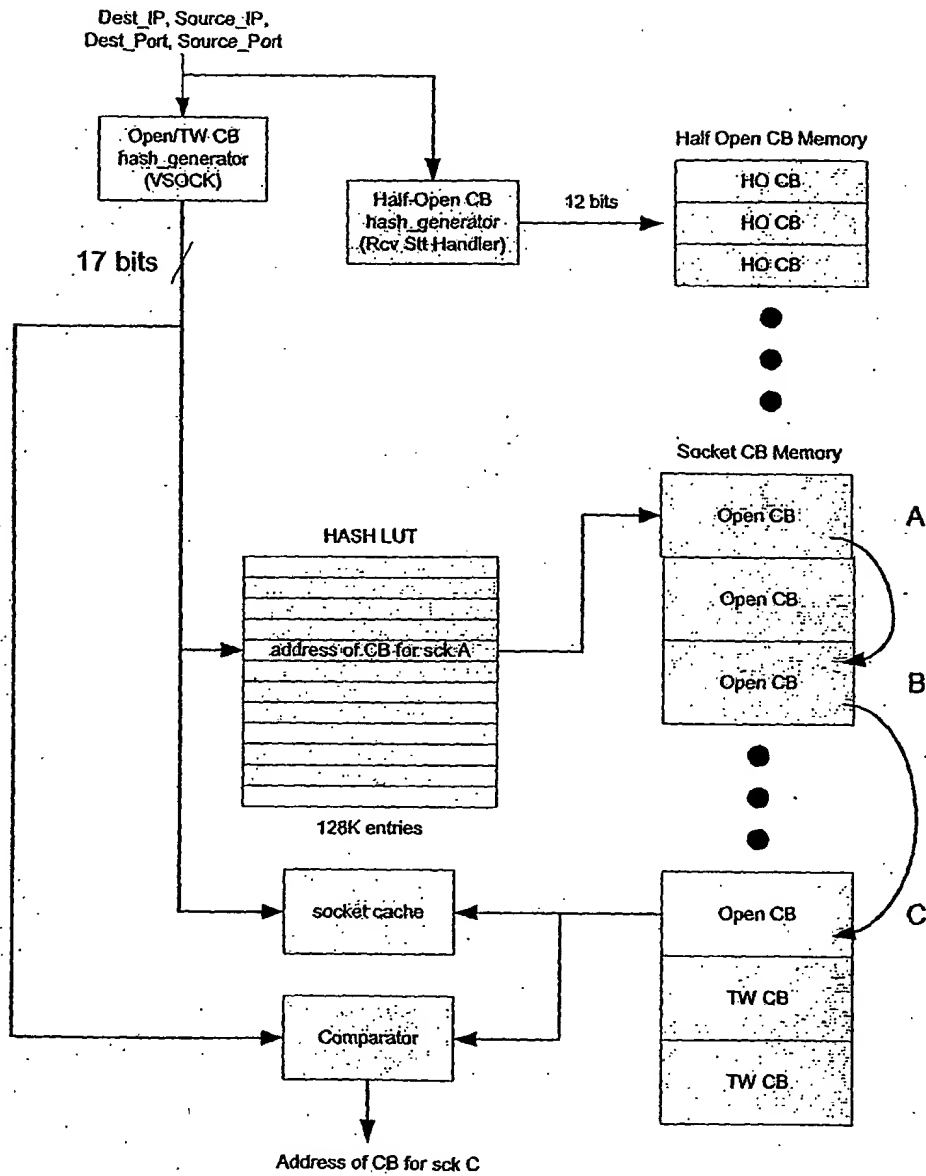 Dest_IP, Source_IP,
Dest_Port, Source_Port
Open/TW CB
hash_generator
(VSOCK)
17 bits
Half-Open CB
hash_generator
(Rcv Stt Handler)
12 bits
Half Open CB Memory
HO CB
HO CB
HO CB
Socket CB Memory
Open CB
A
Open CB
Open CB
B
HASH LUT
address of CB for sck A
128K entries
socket cache
Open CB
C
TW CB
TW CB
Comparator
Address of CB for sck C